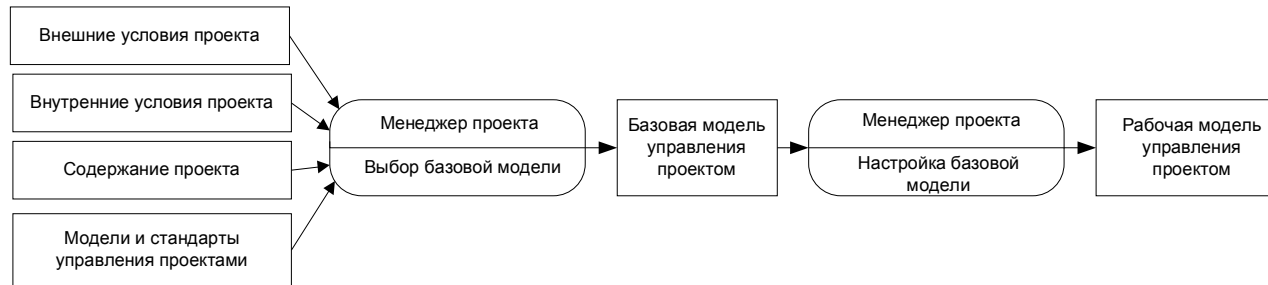 Внешние условия проекта
Внутренние условия проекта
Содержание проекта
Модели и стандарты
управления проектами
Менеджер проекта
Выбор базовой модели
Базовая модель
управления
проектом
Менеджер проекта
Настройка базовой
модели
Рабочая модель
управления
проектом